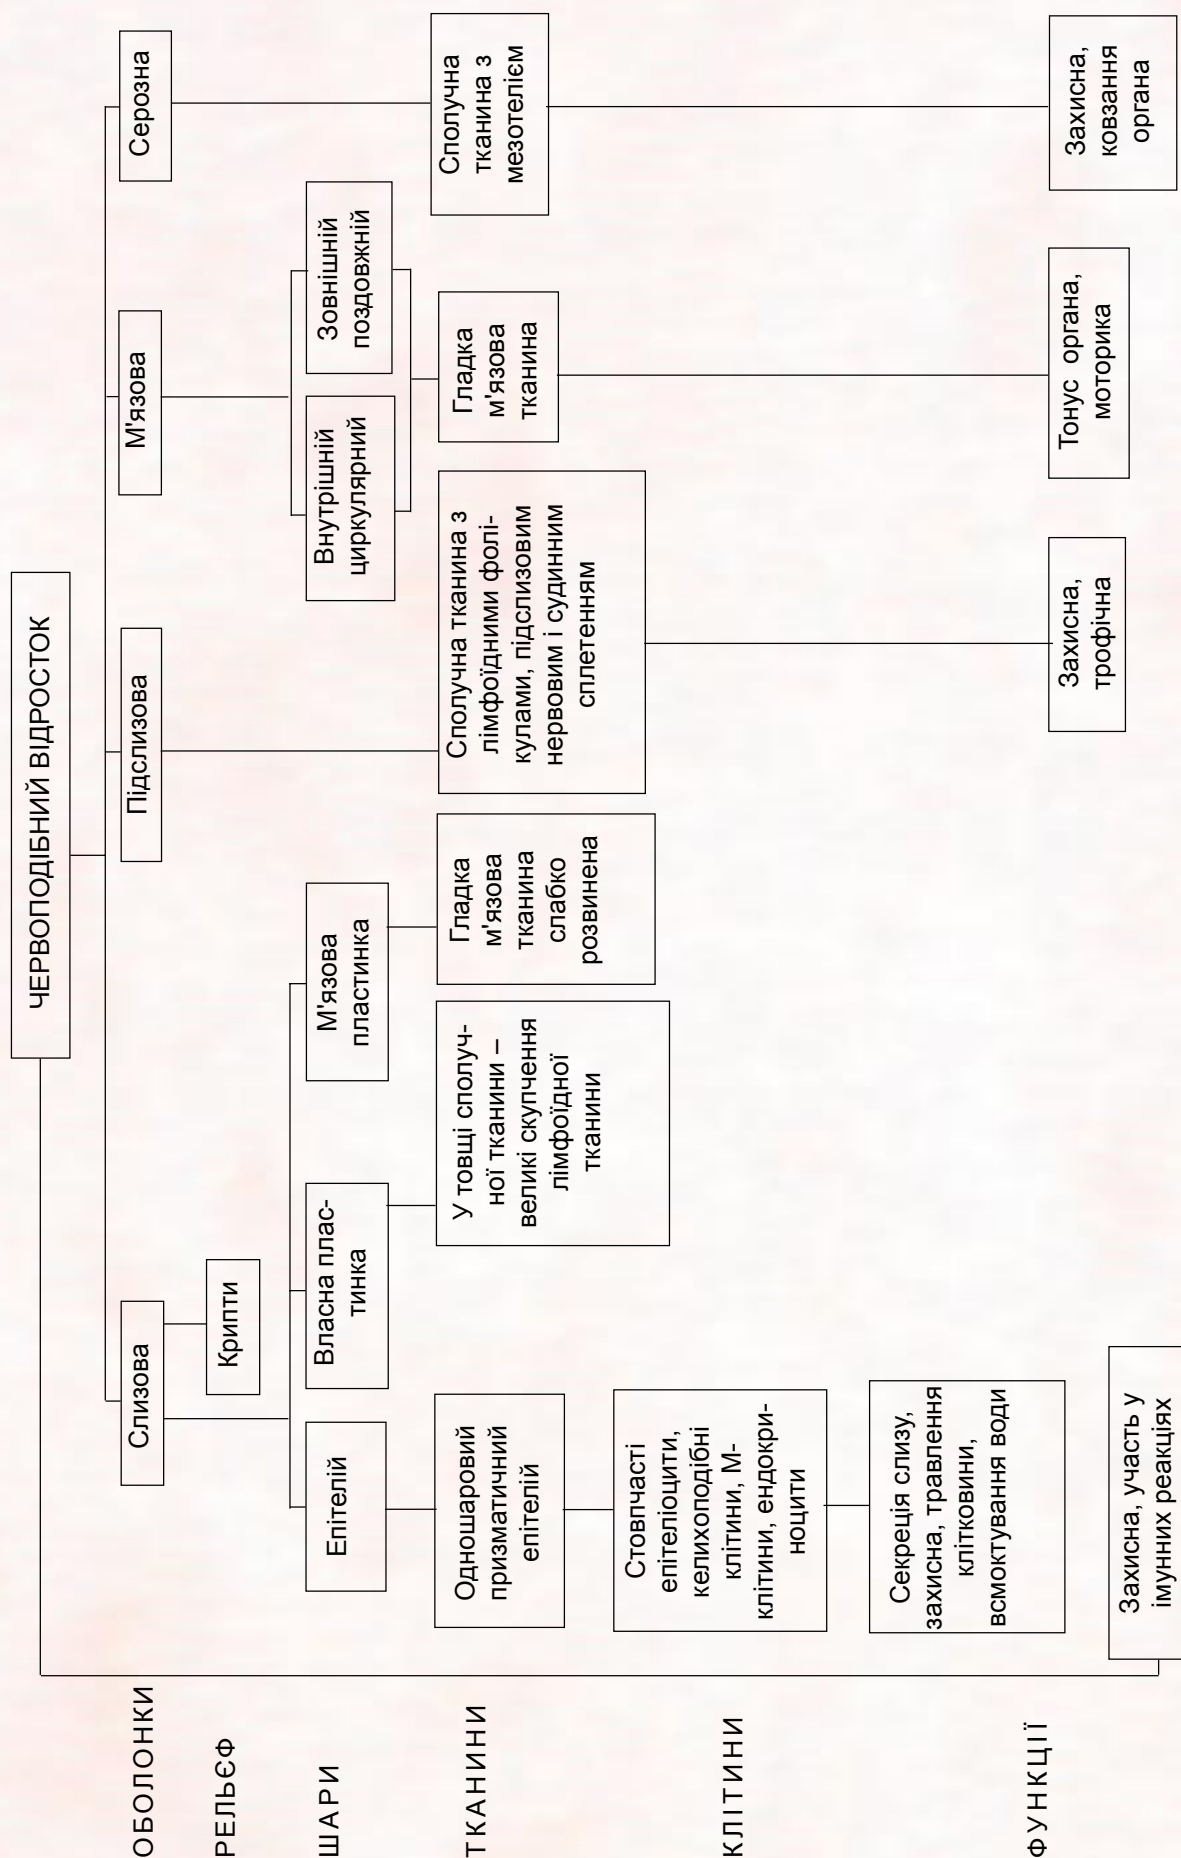 ЧЕРВОПОДІБНИЙ ВІДРОСТОК
ОБОЛОНКИ
Слизова
Підслизова
М'язова
Серозна
РЕЛЬЄФ
Крипти
ШАРИ
Епітелій
Власна плас-
тинка
М'язова
пластинка
Внутрішній
циркулярний
Зовнішній
поздовжній
ТКАНИНИ
Одношаровий
призматичний
епітелій
У товщі сполуч-
ної тканини –
великі скупчення
лімфоїдної
тканини
Гладка
м'язова
тканина
слабко
розвинена
Сполучна тканина з
лімфоїдними фолі-
кулами, підслизовим
нервовим і судинним
сплетенням
Гладка
м'язова
тканина
Сполучна
тканина з
мезотелієм
КЛІТИНИ
Стовпчасті
епітеліоцити,
келихоподібні
клітини, М-
клітини, ендокри-
ноцити
ФУНКЦІЇ
Секреція слизу,
захисна, травлення
клітковини,
всмоктування води
Захисна,
трофічна
Тонус органа,
моторика
Захисна,
ковзання
органа
Захисна, участь у
імунних реакціях